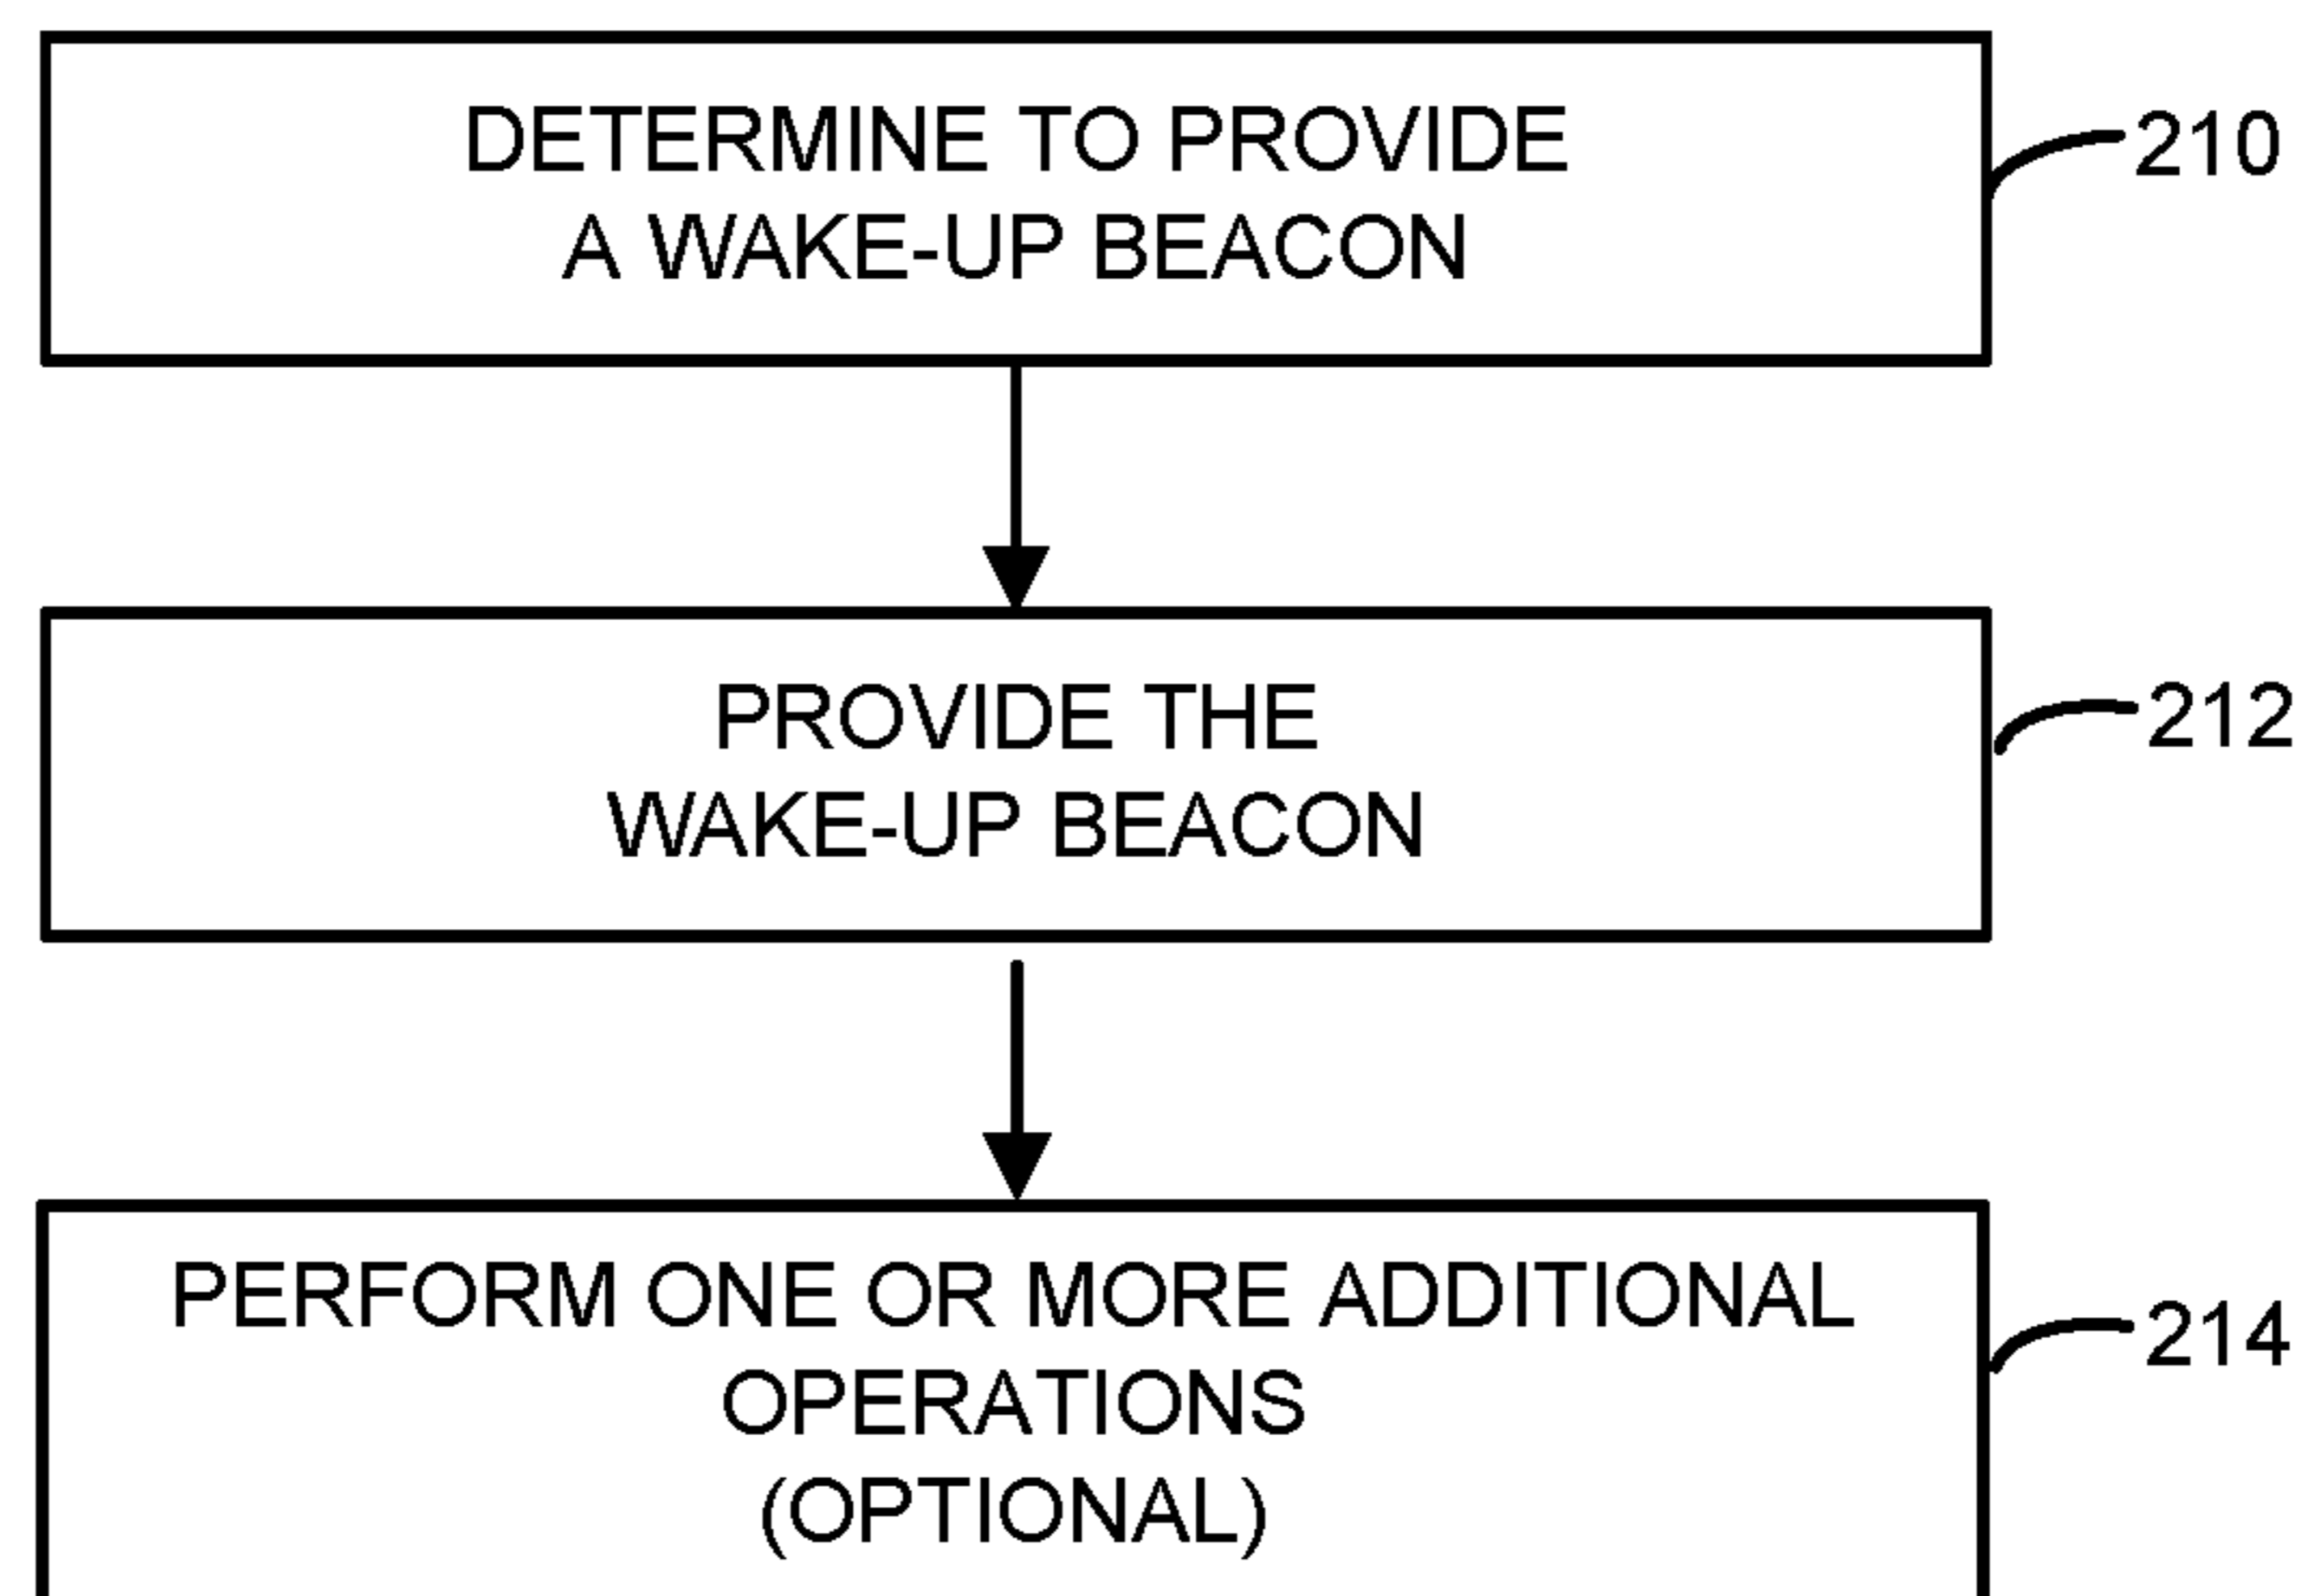 DETERMINE TO PROVIDE
A WAKE-UP BEACON
210
PROVIDE THE
WAKE-UP BEACON
212
PERFORM ONE OR MORE ADDITIONAL
OPERATIONS
(OPTIONAL)
214